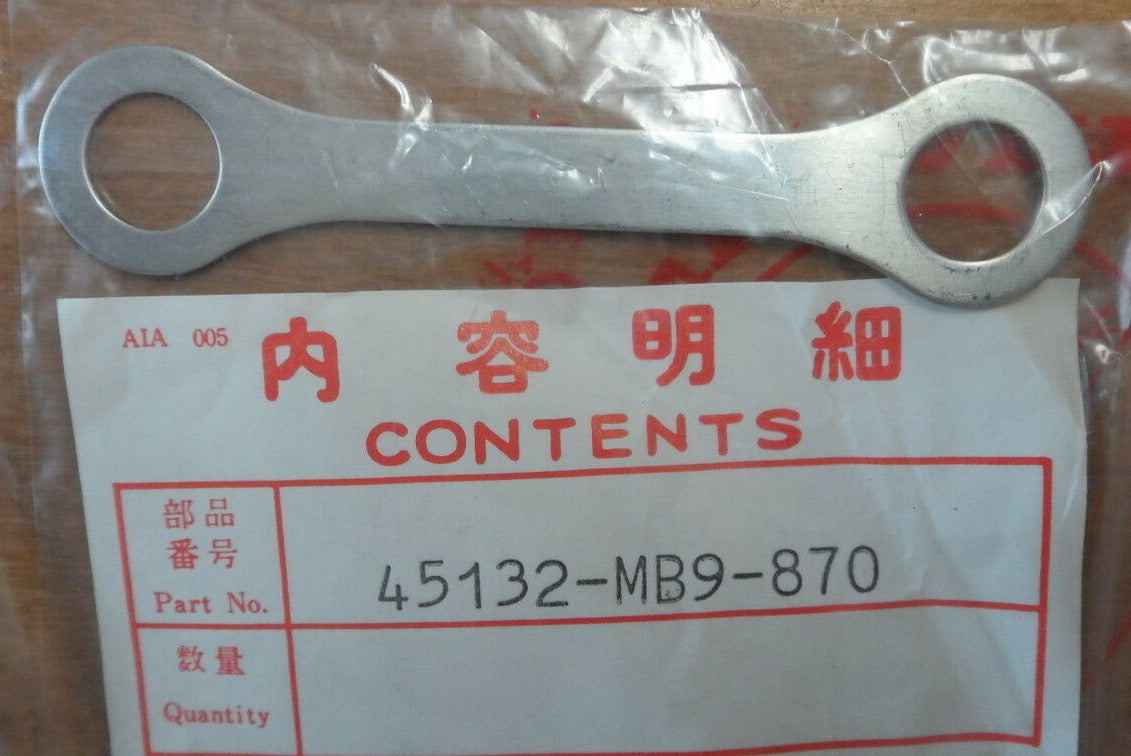 AIA 005
内容明細
CONTENTS
部品
番号
Part No.
45132-MB9-870
数量
Quantity